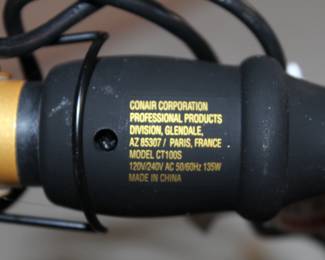 CONAIR CORPORATION
PROFESSIONAL PRODUCTS
DIVISION, GLENDALE,
AZ 85307 / PARIS, FRANCE
MODEL CT100S
120V/240V AC 50/60Hz 135W
MADE IN CHINA